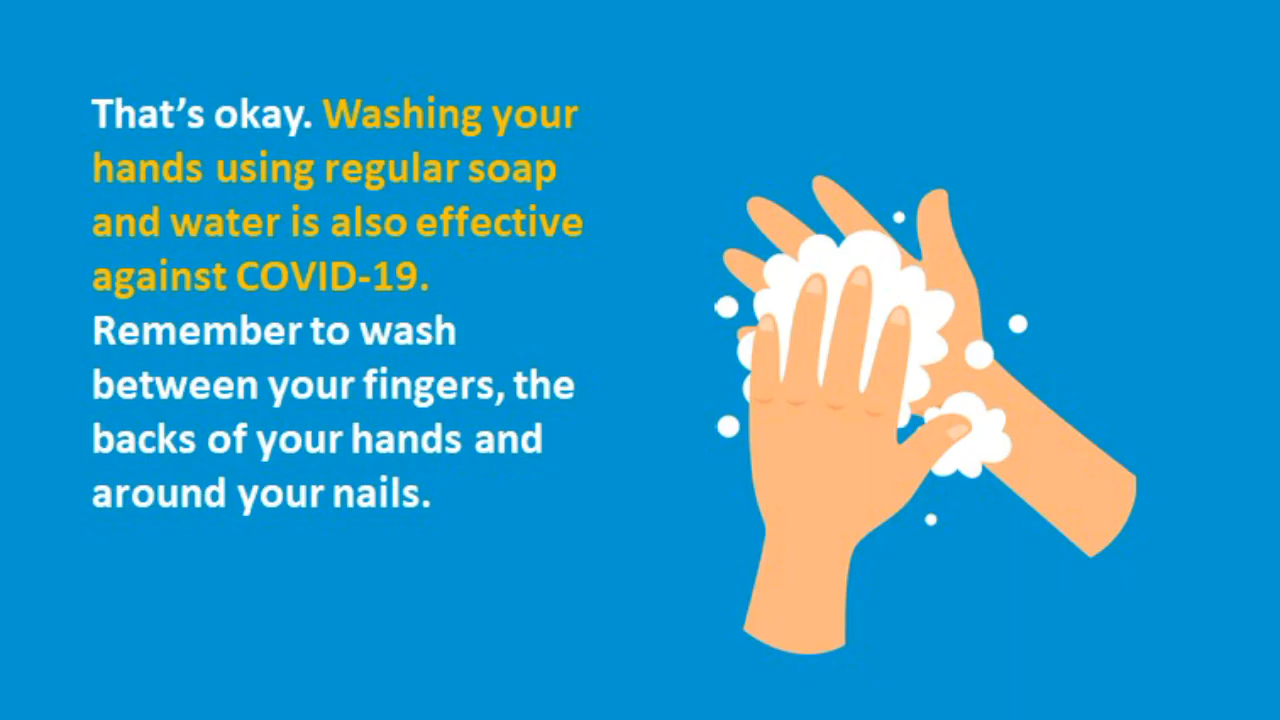 That’s okay. Washing your
hands using regular soap
and water is also effective
against COVID-19.
Remember to wash
between your fingers, the
backs of your hands and
around your nails.